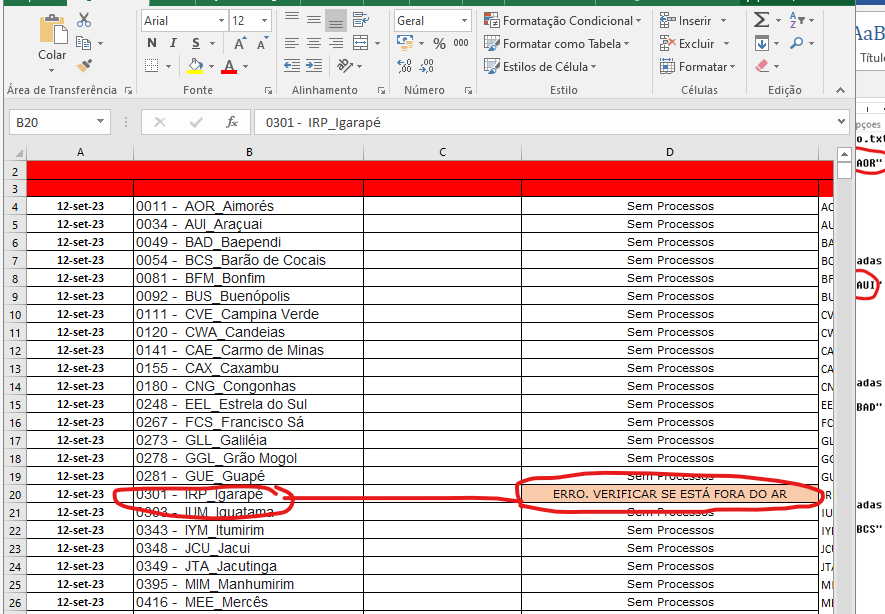 Arial 12 Geral Formatação Condicional Inserir
Colar N I S A A % 000 Formatar como Tabela Excluir
A Estilos de Célula Formatar
Área de Transferência Fonte Alinhamento Número Estilo Células Edição
B20 fx 0301 - IRP_Igarapé
A B C D
2
3
4 12-set-23 0011 - AOR_Aimorés Sem Processos
5 12-set-23 0034 - AUI_Araçuai Sem Processos
6 12-set-23 0049 - BAD_Baependi Sem Processos
7 12-set-23 0054 - BCS_Barão de Cocais Sem Processos
8 12-set-23 0081 - BFM_Bonfim Sem Processos
9 12-set-23 0092 - BUS_Buenópolis Sem Processos
10 12-set-23 0111 - CVE_Campina Verde Sem Processos
11 12-set-23 0120 - CWA_Candeias Sem Processos
12 12-set-23 0141 - CAE_Carmo de Minas Sem Processos
13 12-set-23 0155 - CAX_Caxambu Sem Processos
14 12-set-23 0180 - CNG_Congonhas Sem Processos
15 12-set-23 0248 - EEL_Estrela do Sul Sem Processos
16 12-set-23 0267 - FCS_Francisco Sá Sem Processos
17 12-set-23 0273 - GLL_Galiléia Sem Processos
18 12-set-23 0278 - GGL_Grão Mogol Sem Processos
19 12-set-23 0281 - GUE_Guapé Sem Processos
20 12-set-23 0301 - IRP_Igarapé ERRO. VERIFICAR SE ESTÁ FORA DO AR
21 12-set-23 0303 - IUM_Iguatama Sem Processos
22 12-set-23 0343 - IYM_Itumirim Sem Processos
23 12-set-23 0348 - JCU_Jacui Sem Processos
24 12-set-23 0349 - JTA_Jacutinga Sem Processos
25 12-set-23 0395 - MIM_Manhumirim Sem Processos
26 12-set-23 0416 - MEE_Mercês Sem Processos
AOR"
adas
AUI"
adas
BAD"
adas
BCS"